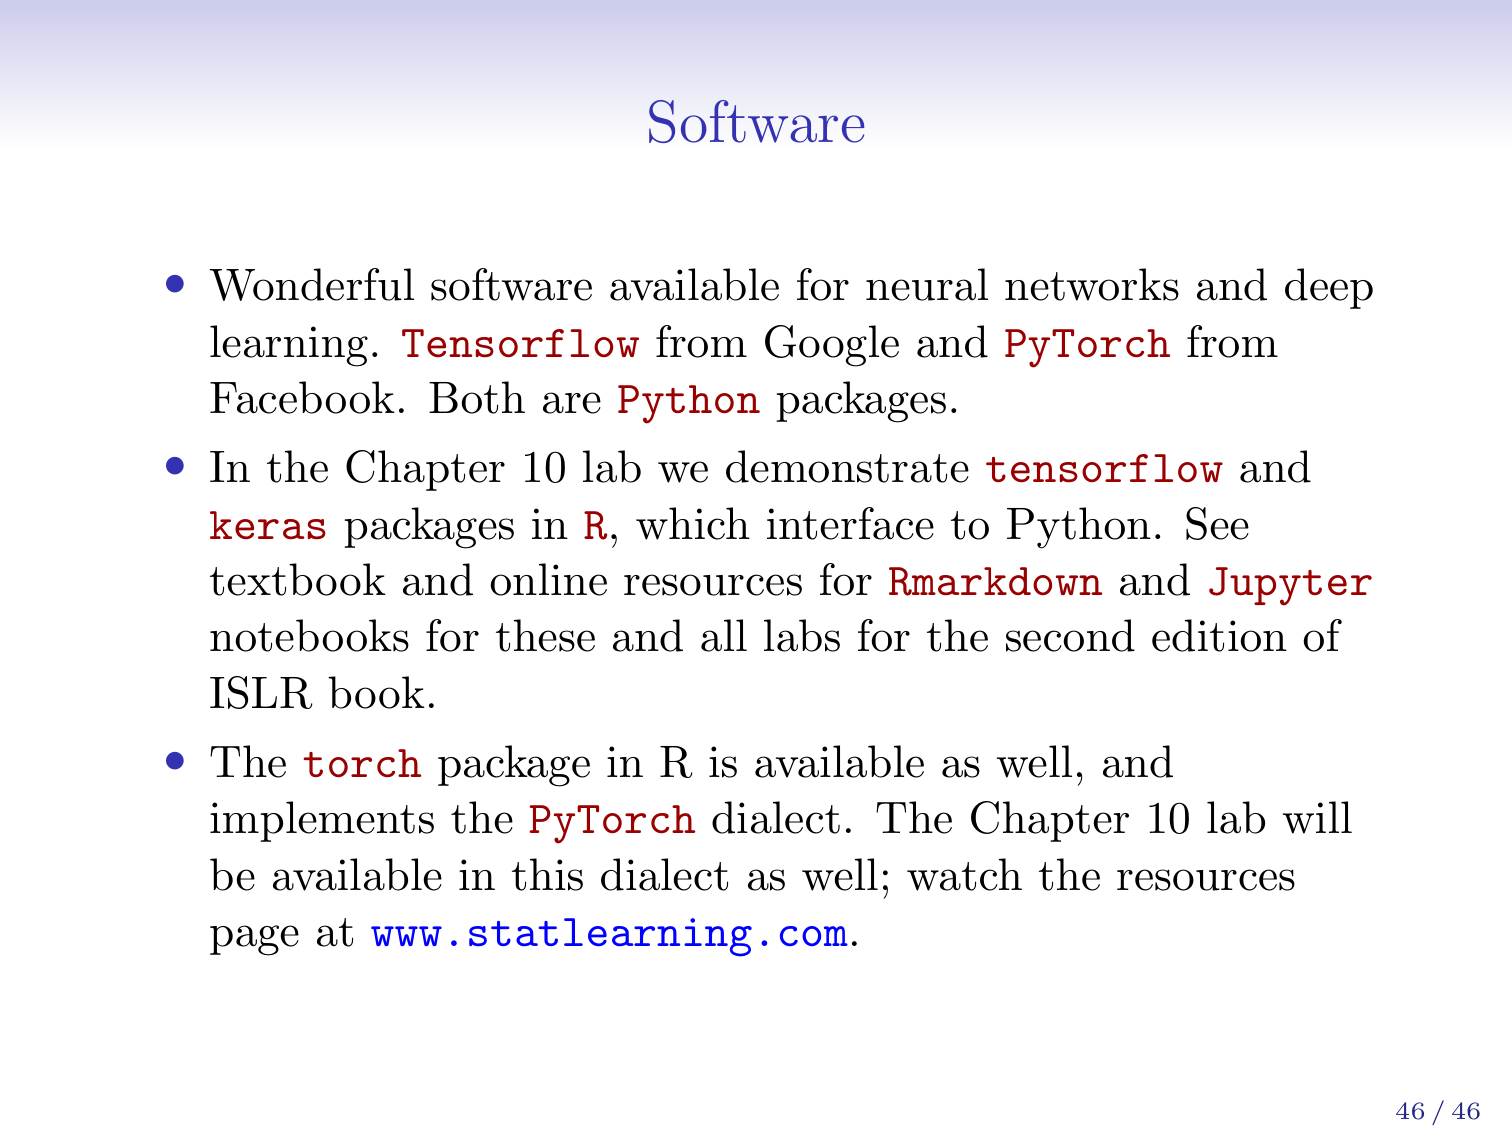 Software
• Wonderful software available for neural networks and deep
learning. Tensorflow from Google and PyTorch from
Facebook. Both are Python packages.
• In the Chapter 10 lab we demonstrate tensorflow and
keras packages in R, which interface to Python. See
textbook and online resources for Rmarkdown and Jupyter
notebooks for these and all labs for the second edition of
ISLR book.
• The torch package in R is available as well, and
implements the PyTorch dialect. The Chapter 10 lab will
be available in this dialect as well; watch the resources
page at www.statlearning.com.
46 / 46